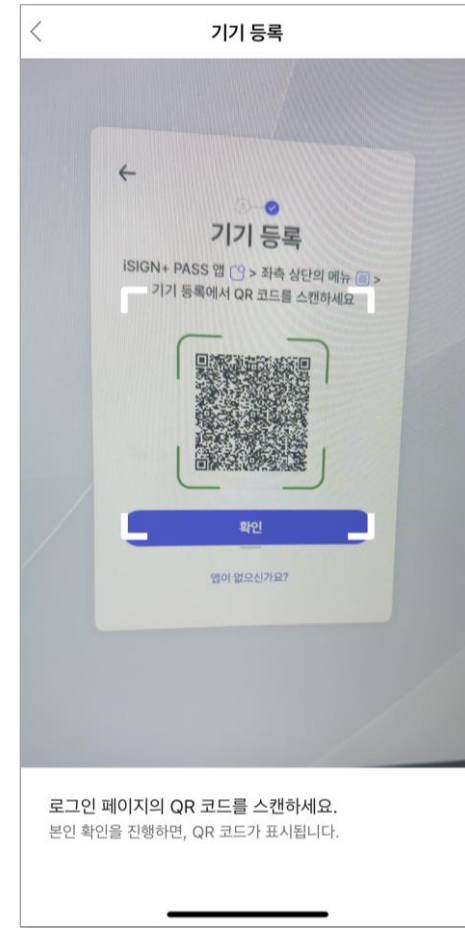 기기 등록
기기 등록
iSIGN+ PASS 앱 > 좌측 상단의 메뉴 >
기기 등록에서 QR 코드를 스캔하세요
확인
앱이 없으신가요?
로그인 페이지의 QR 코드를 스캔하세요.
본인 확인을 진행하면, QR 코드가 표시됩니다.